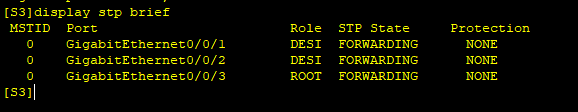 [S3]display stp brief
 MSTID  Port                        Role  STP State     Protection
   0    GigabitEthernet0/0/1        DESI  FORWARDING      NONE
   0    GigabitEthernet0/0/2        DESI  FORWARDING      NONE
   0    GigabitEthernet0/0/3        ROOT  FORWARDING      NONE
[S3]